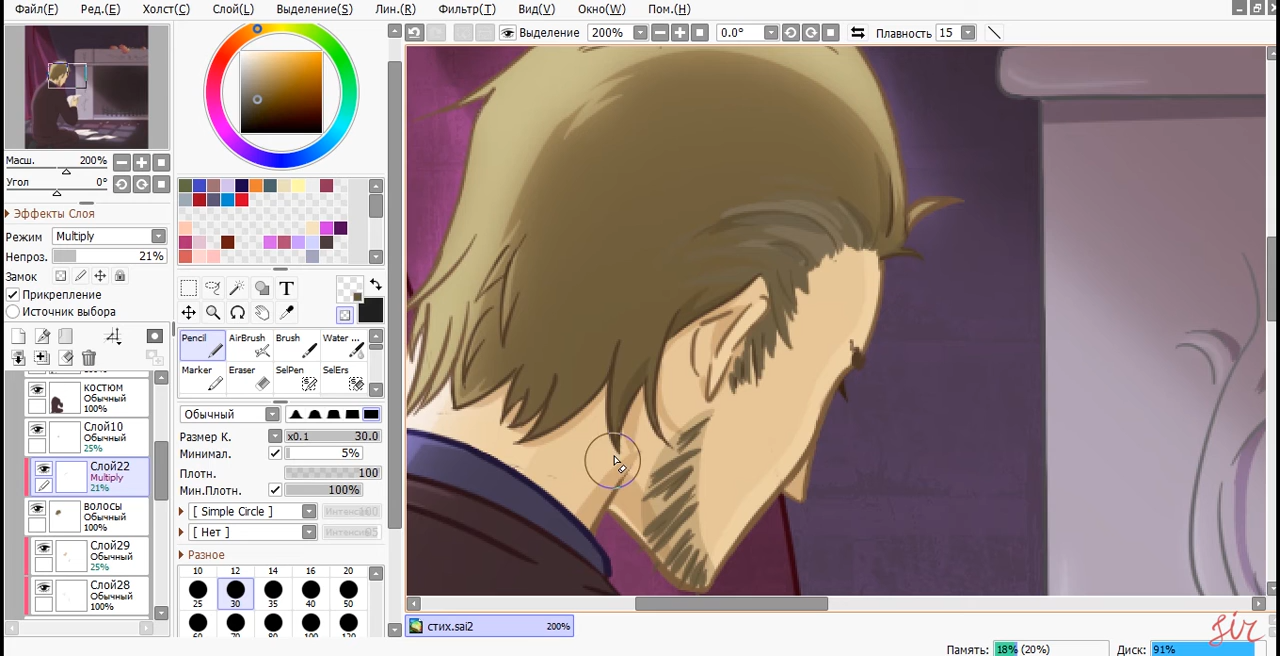 Файл(F) Ред.(E) Холст(C) Слой(L) Выделение(S) Лин.(R) Фильтр(T) Вид(V) Окно(W) Пом.(H)
Выделение 200% 0.0° Плавность 15
Масш. 200%
Угол 0°
Эффекты Слоя
Режим Multiply
Непроз. 21%
Замок
Прикрепление
Источник выбора
костюм
Обычный
100%
Слой10
Обычный
25%
Слой22
Multiply
21%
волосы
Обычный
100%
Слой29
Обычный
25%
Слой28
Обычный
100%
T
Pencil AirBrush Brush Water ...
Marker Eraser SelPen SelErs
Обычный
Размер К. x0.1 30.0
Минимал. 5%
Плотн. 100
Мин.Плотн. 100%
[ Simple Circle ]
[ Нет ]
Разное
10 12 14 16 20
25 30 35 40 50
стих.sai2 200%
sir
Память: 18% (20%) Диск: 91%